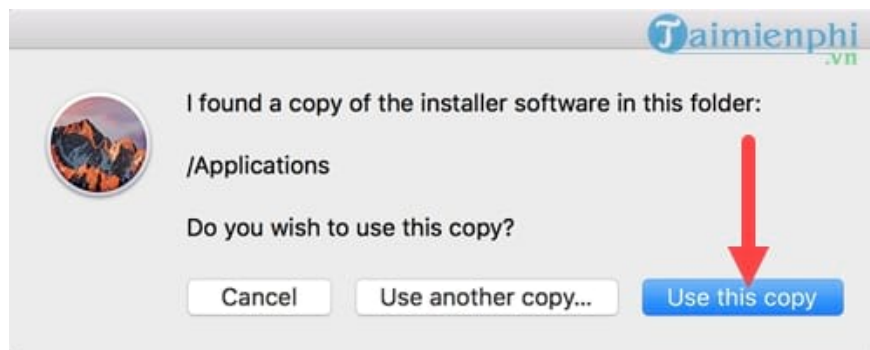 Taimienphi
.vn
I found a copy of the installer software in this folder:
/Applications
Do you wish to use this copy?
Cancel
Use another copy...
Use this copy